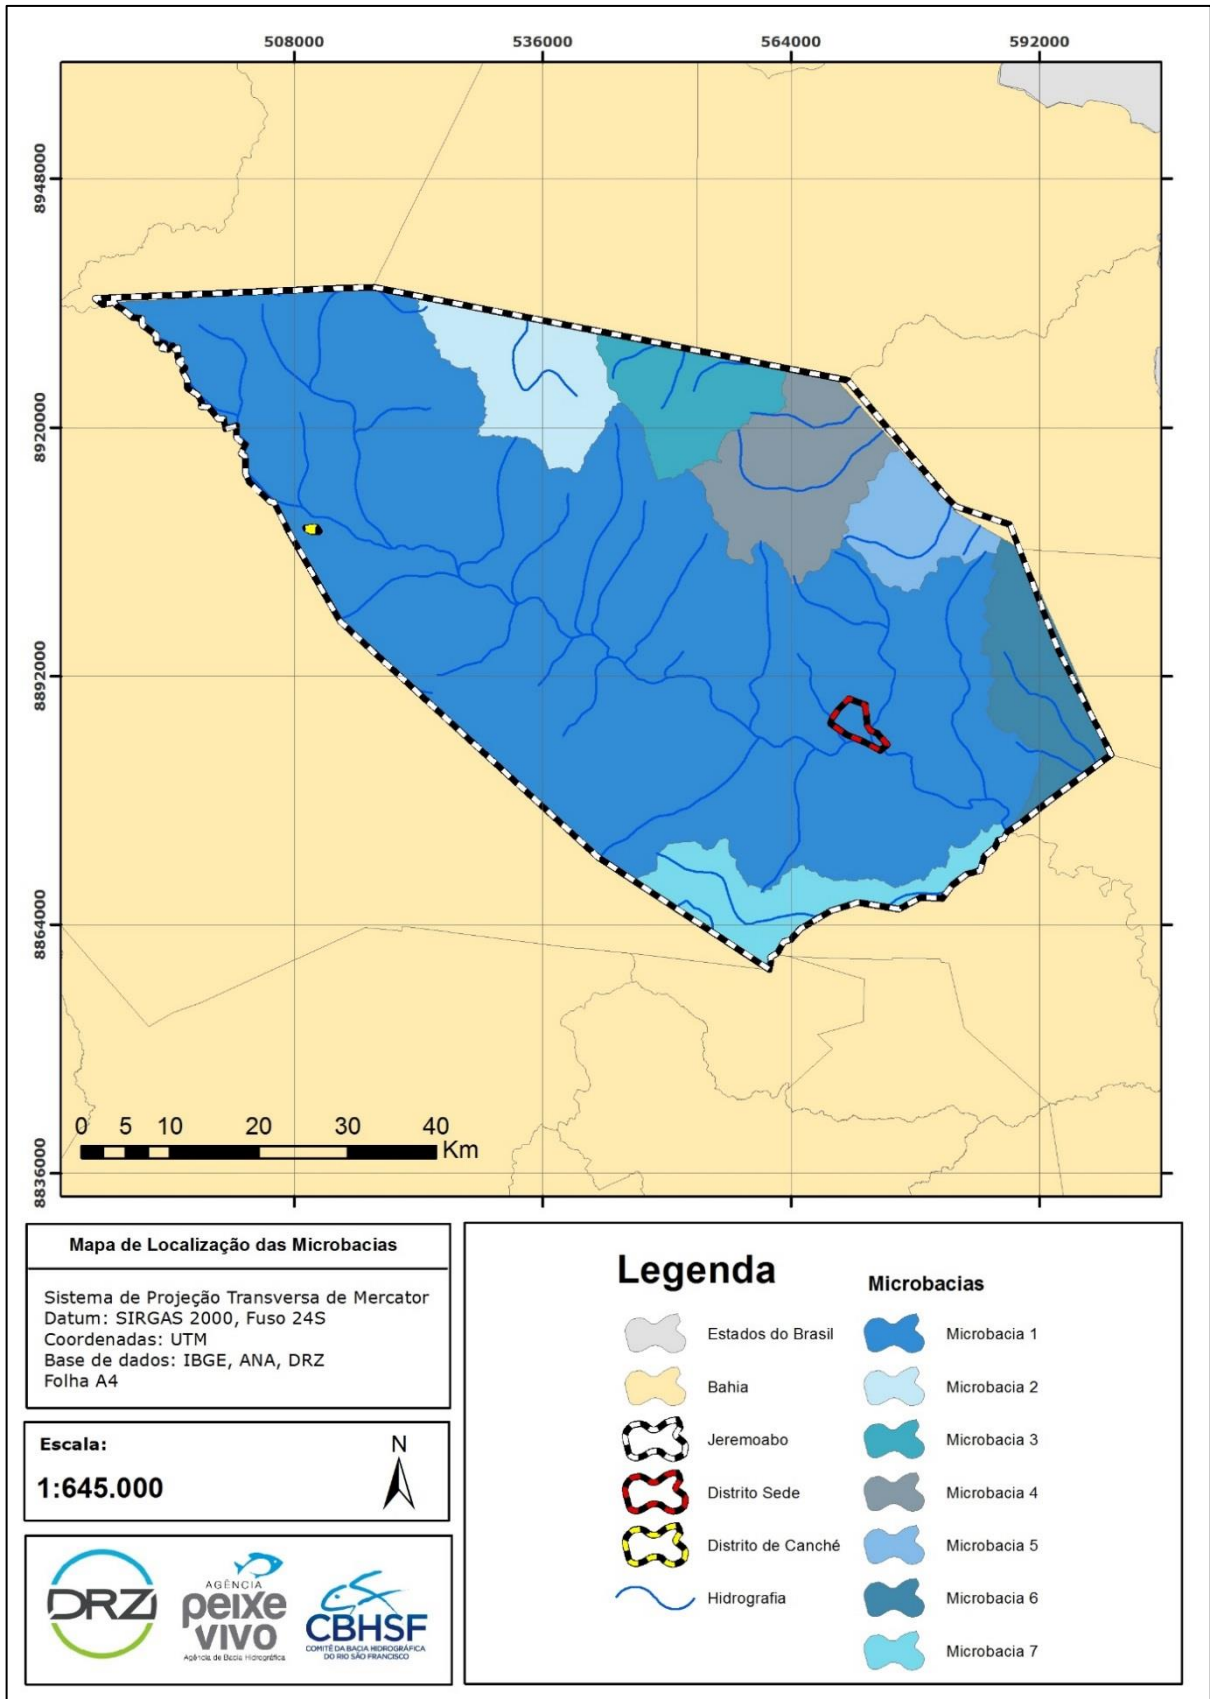 508000
536000
564000
592000
8948000
8920000
8892000
8864000
8836000
0 5 10 20 30 40
Km
Mapa de Localização das Microbacias
Sistema de Projeção Transversa de Mercator
Datum: SIRGAS 2000, Fuso 24S
Coordenadas: UTM
Base de dados: IBGE, ANA, DRZ
Folha A4
Escala:
1:645.000
N
DRZ
AGÊNCIA
peixe
vivo
Agência de Bacia Hidrográfica
CBHSF
COMITÊ DA BACIA HIDROGRÁFICA
DO RIO SÃO FRANCISCO
Legenda
Estados do Brasil
Bahia
Jeremoabo
Distrito Sede
Distrito de Canché
Hidrografia
Microbacias
Microbacia 1
Microbacia 2
Microbacia 3
Microbacia 4
Microbacia 5
Microbacia 6
Microbacia 7